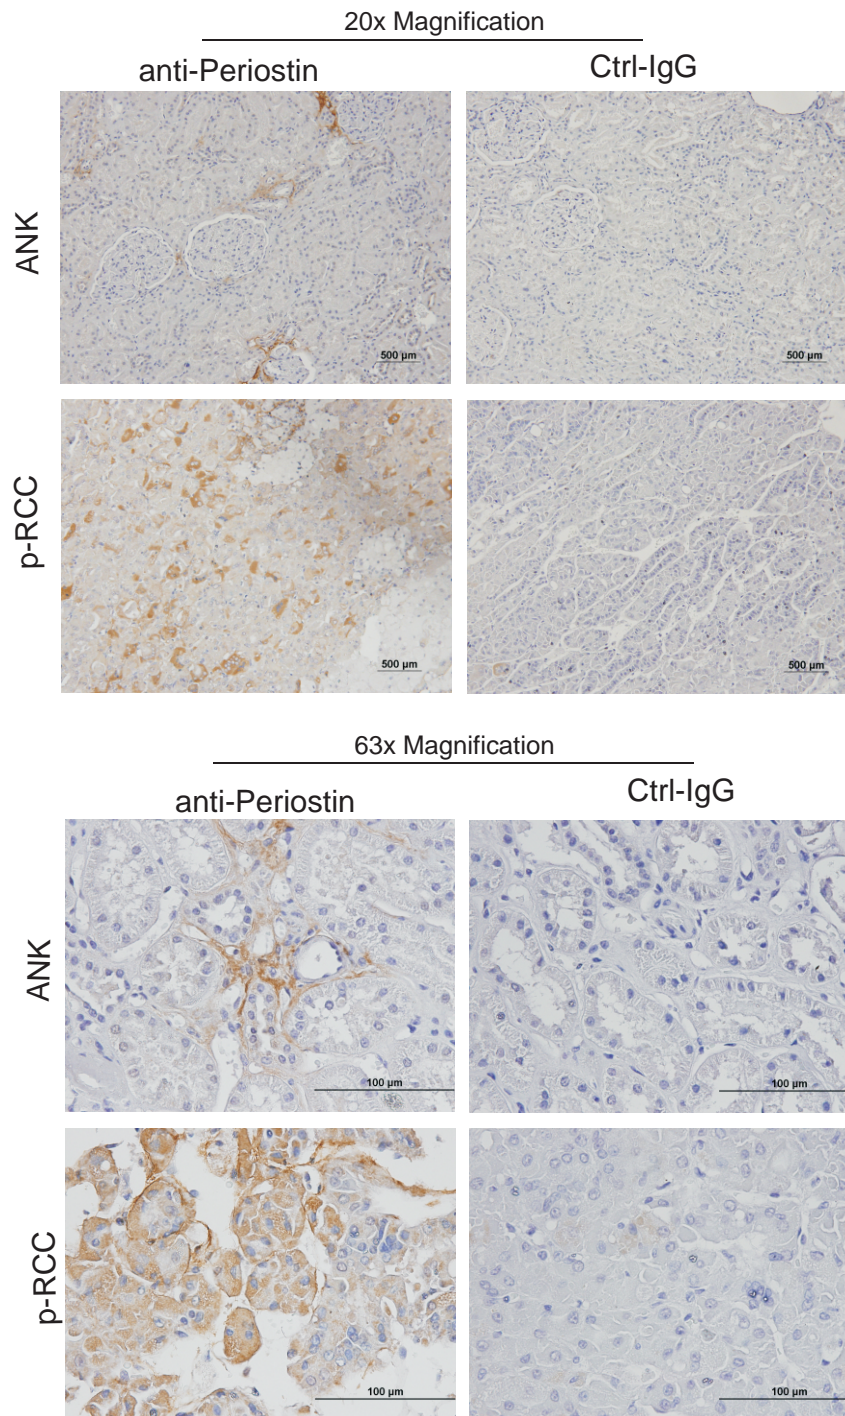 20x Magnification
anti-Periostin
Ctrl-IgG
ANK
500 µm
500 µm
p-RCC
500 µm
500 µm
63x Magnification
anti-Periostin
Ctrl-IgG
ANK
100 µm
100 µm
p-RCC
100 µm
100 µm